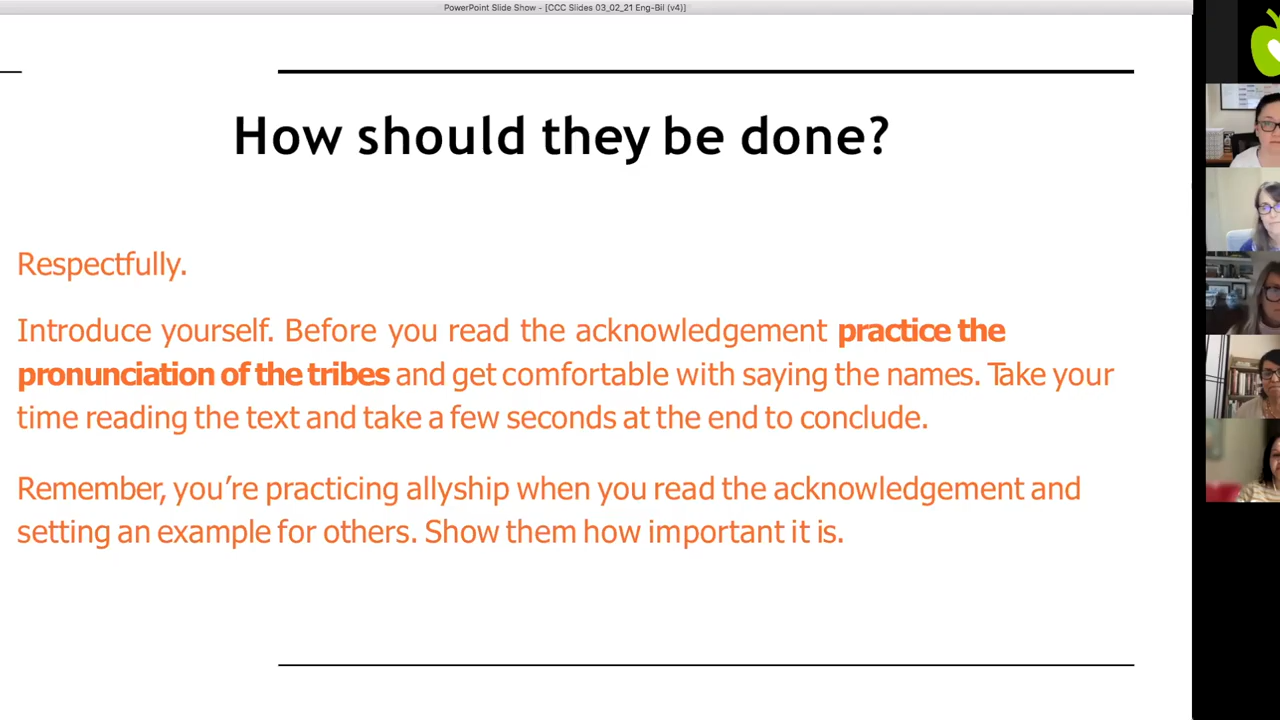 PowerPoint Slide Show - [CCC Slides 03_02_21 Eng-Bil (v4)]
How should they be done?
Respectfully.
Introduce yourself. Before you read the acknowledgement practice the
pronunciation of the tribes and get comfortable with saying the names. Take your
time reading the text and take a few seconds at the end to conclude.
Remember, you’re practicing allyship when you read the acknowledgement and
setting an example for others. Show them how important it is.